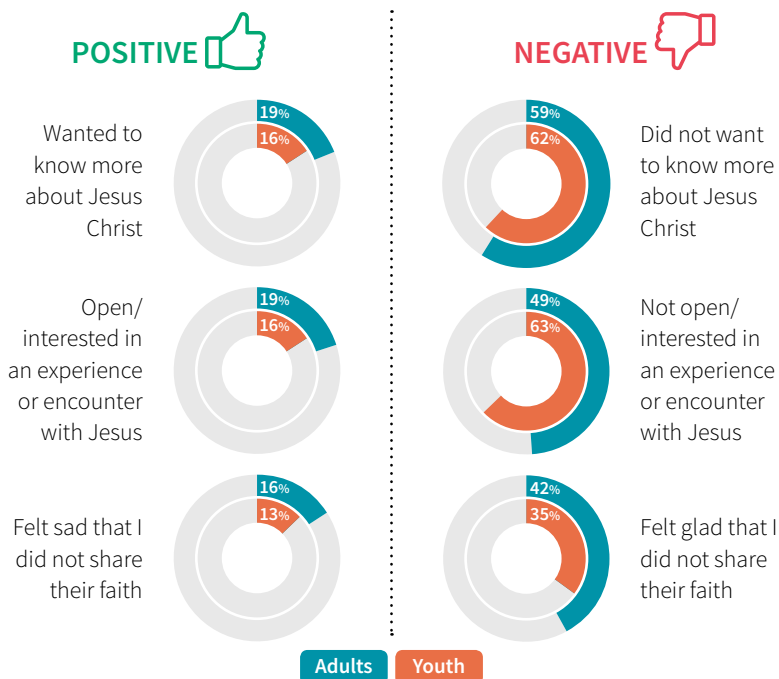 POSITIVE
NEGATIVE
Wanted to
know more
about Jesus
Christ
19%
16%
59%
62%
Did not want
to know more
about Jesus
Christ
Open/
interested in
an experience
or encounter
with Jesus
19%
16%
49%
63%
Not open/
interested in
an experience
or encounter
with Jesus
Felt sad that I
did not share
their faith
16%
13%
42%
35%
Felt glad that I
did not share
their faith
Adults
Youth